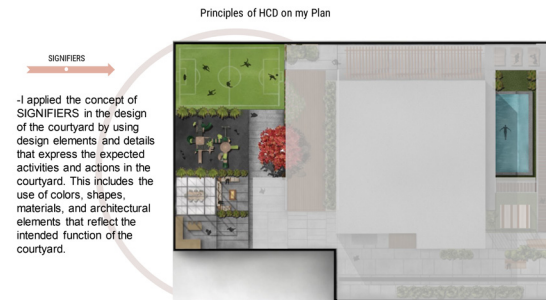 Principles of HCD on my Plan
SIGNIFIERS
-I applied the concept of
SIGNIFIERS in the design
of the courtyard by using
design elements and details
that express the expected
activities and actions in the
courtyard. This includes the
use of colors, shapes,
materials, and architectural
elements that reflect the
intended function of the
courtyard.